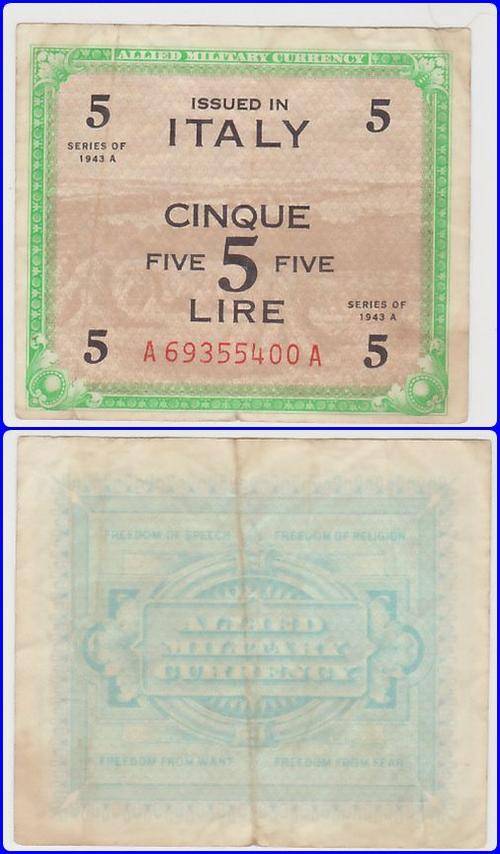 ALLIED MILITARY CURRENCY
5 ISSUED IN 5
ITALY
SERIES OF
1943 A
CINQUE
FIVE 5 FIVE
LIRE
SERIES OF
1943 A
5 A69355400A 5
FREEDOM OF SPEECH FREEDOM OF RELIGION
ALLIED
MILITARY
CURRENCY
FREEDOM FROM WANT FREEDOM FROM FEAR